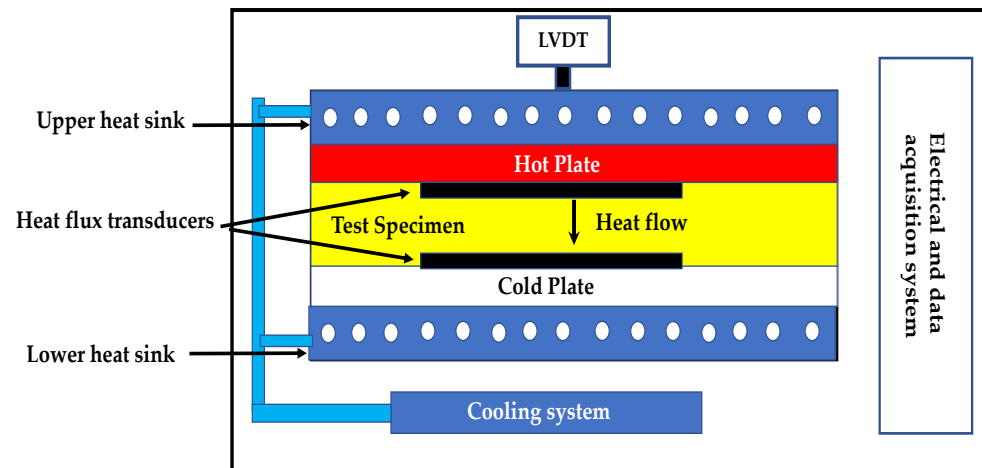 LVDT
Upper heat sink
Hot Plate
Heat flux transducers
Test Specimen
Heat flow
Cold Plate
Lower heat sink
Cooling system
Electrical and data
acquisition system